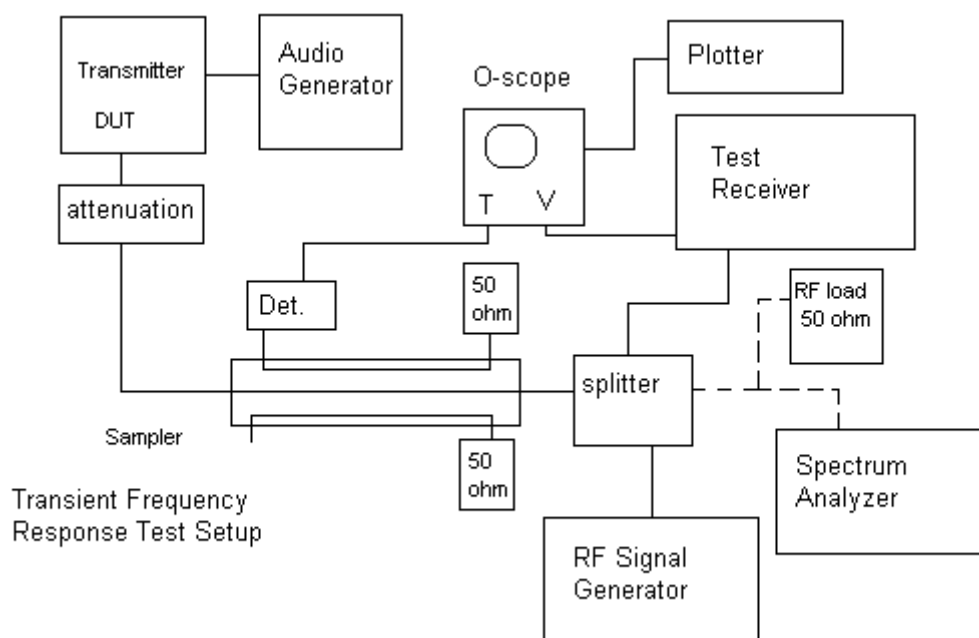 Transmitter
DUT
Audio
Generator
O-scope
Plotter
T V
Test
Receiver
attenuation
Det.
50
ohm
RF load
50 ohm
splitter
Sampler
50
ohm
Spectrum
Analyzer
Transient Frequency
Response Test Setup
RF Signal
Generator